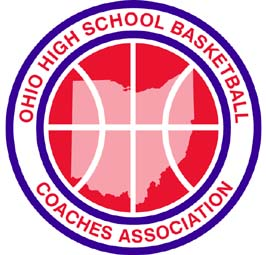 OHIO HIGH SCHOOL BASKETBALL
COACHES ASSOCIATION